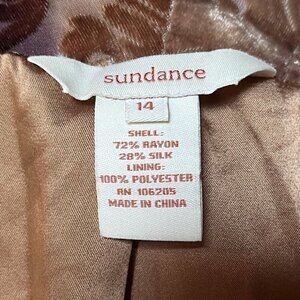 sundance
14
SHELL:
72% RAYON
28% SILK
LINING:
100% POLYESTER
RN 106205
MADE IN CHINA